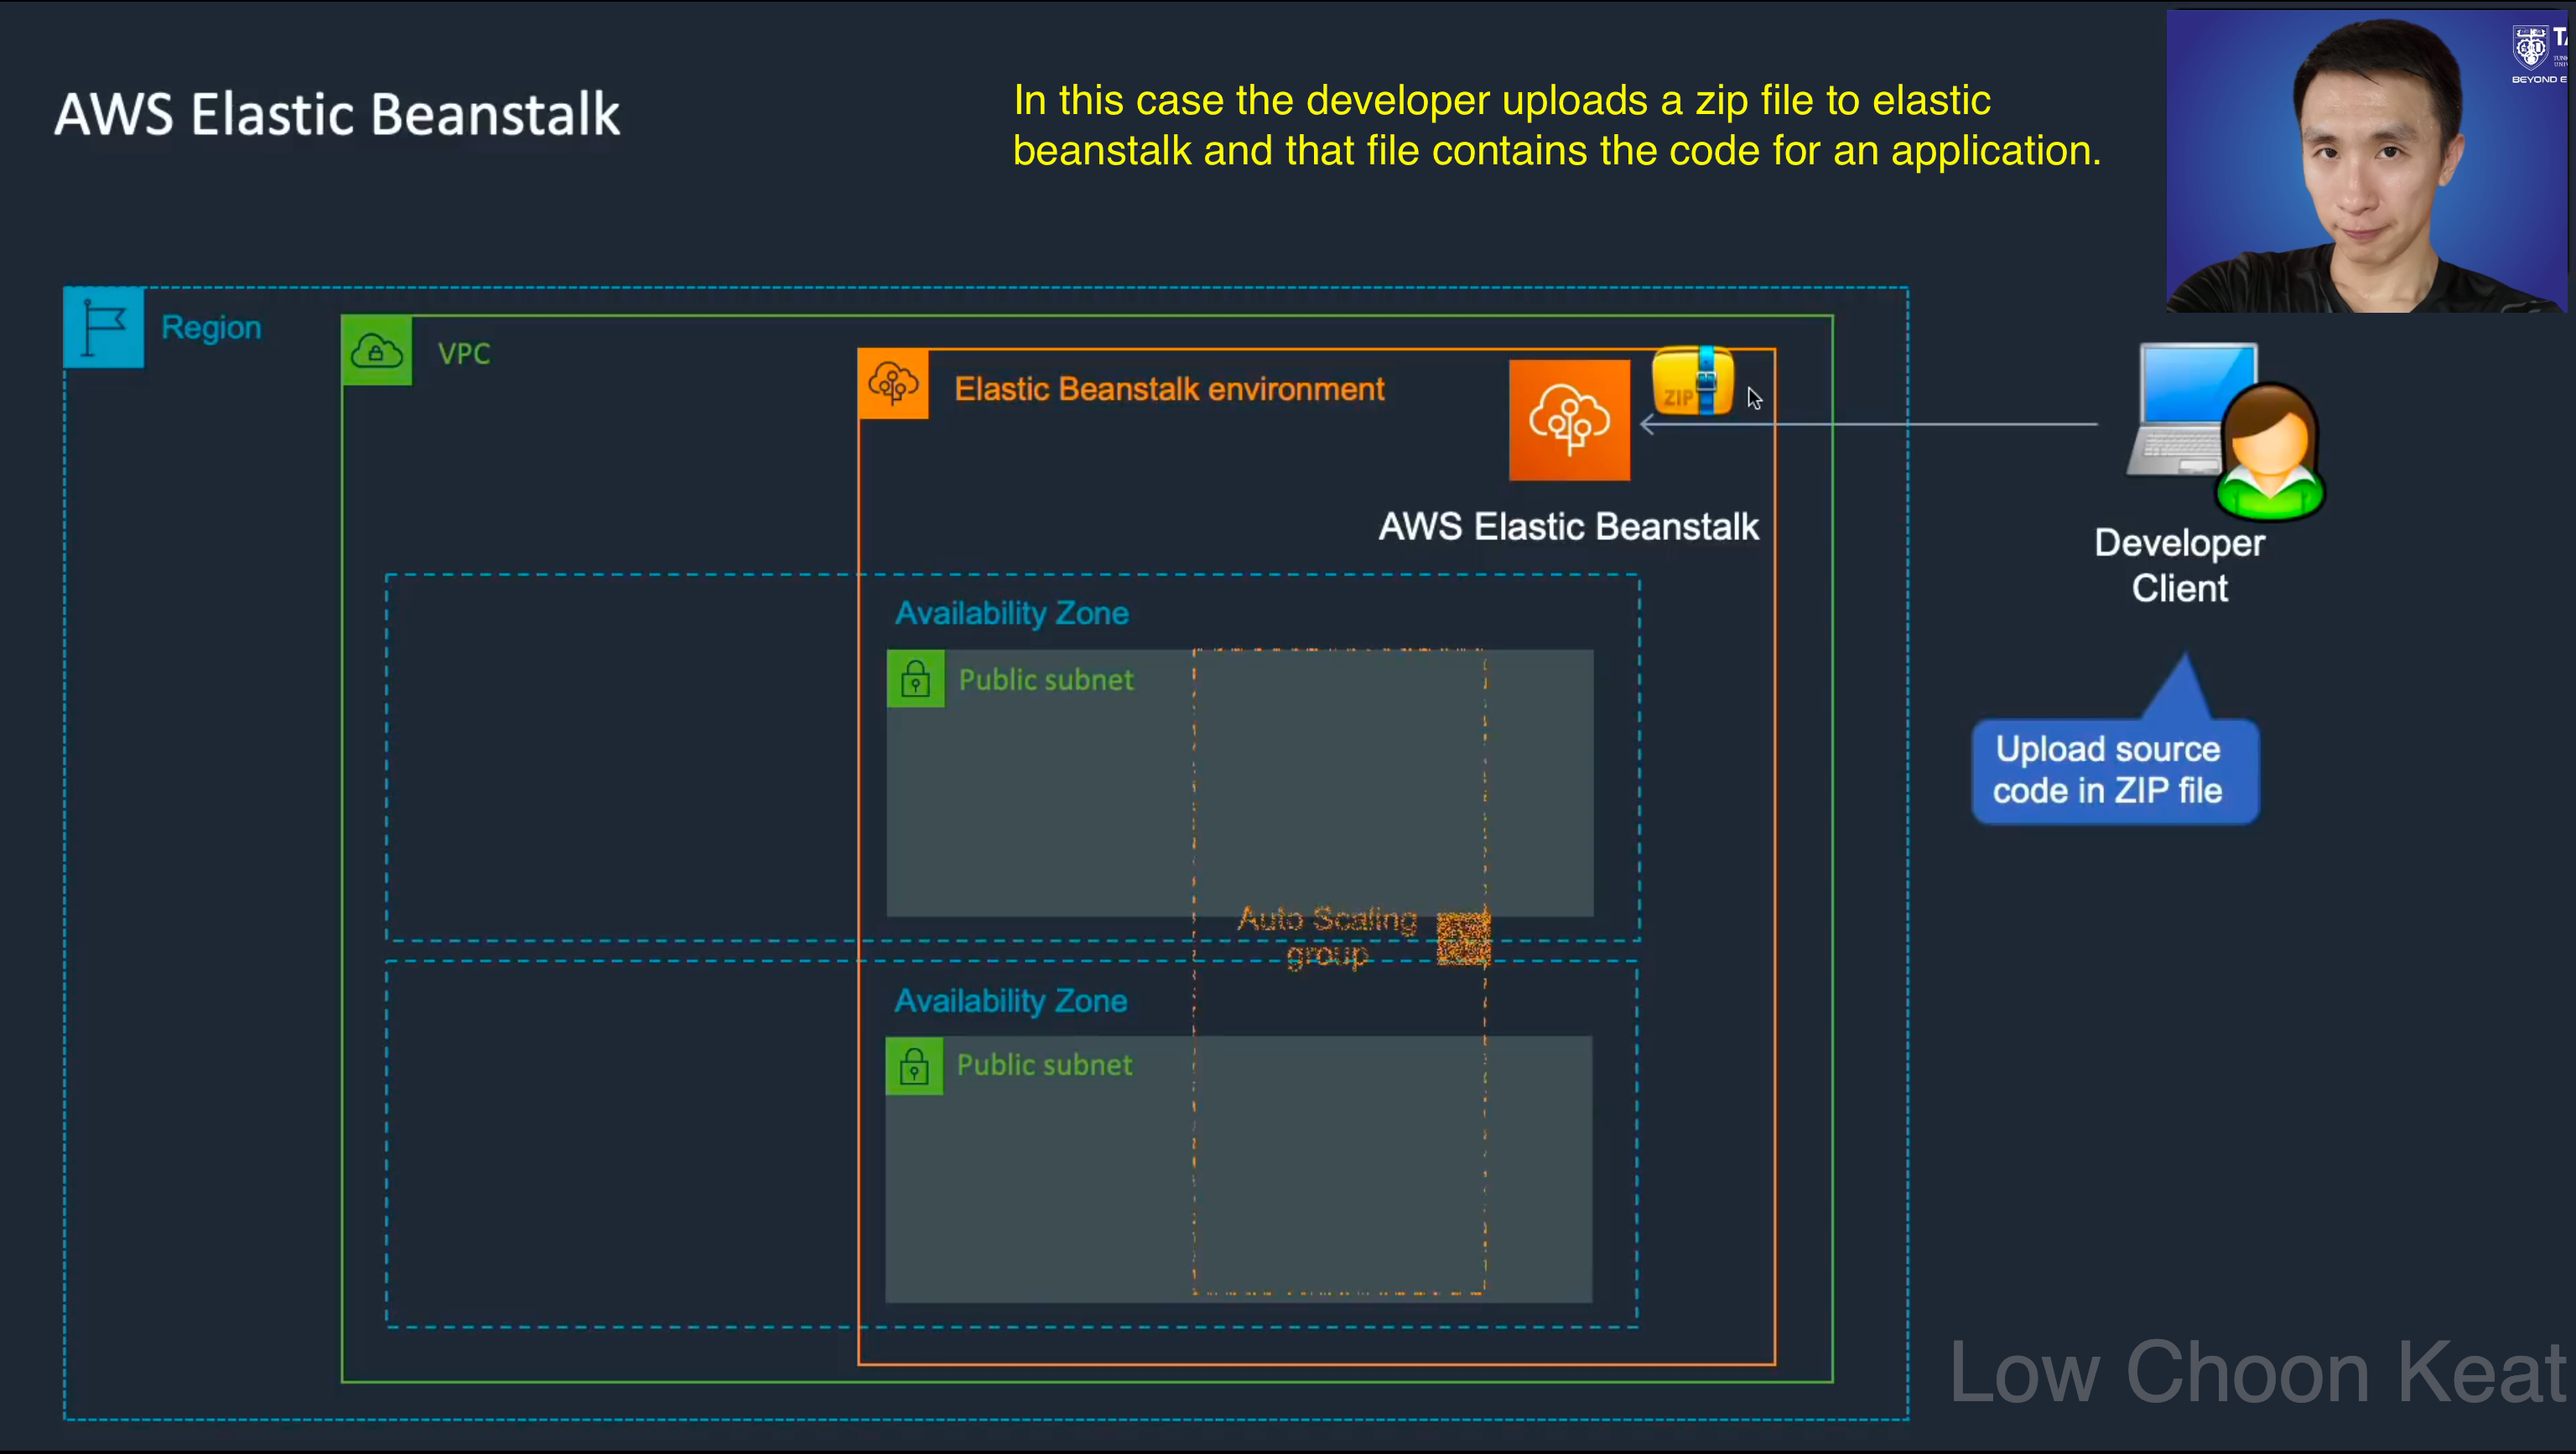 AWS Elastic Beanstalk
In this case the developer uploads a zip file to elastic
beanstalk and that file contains the code for an application.
BEYOND E
Region
VPC
Elastic Beanstalk environment
ZIP
AWS Elastic Beanstalk
Developer
Client
Availability Zone
Public subnet
Upload source
code in ZIP file
Auto Scaling
group
Availability Zone
Public subnet
Low Choon Keat